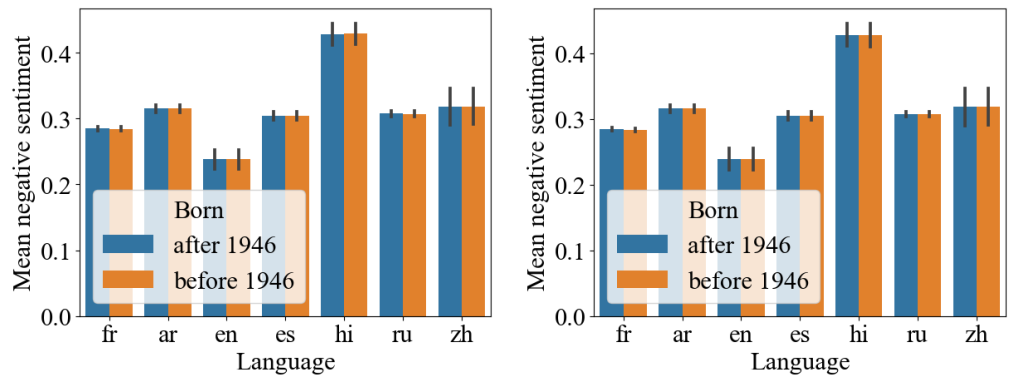 Mean negative sentiment
0.4
0.3
0.2
0.1
0.0
Born
after 1946
before 1946
fr ar en es hi ru zh
Language
Mean negative sentiment
0.4
0.3
0.2
0.1
0.0
Born
after 1946
before 1946
fr ar en es hi ru zh
Language